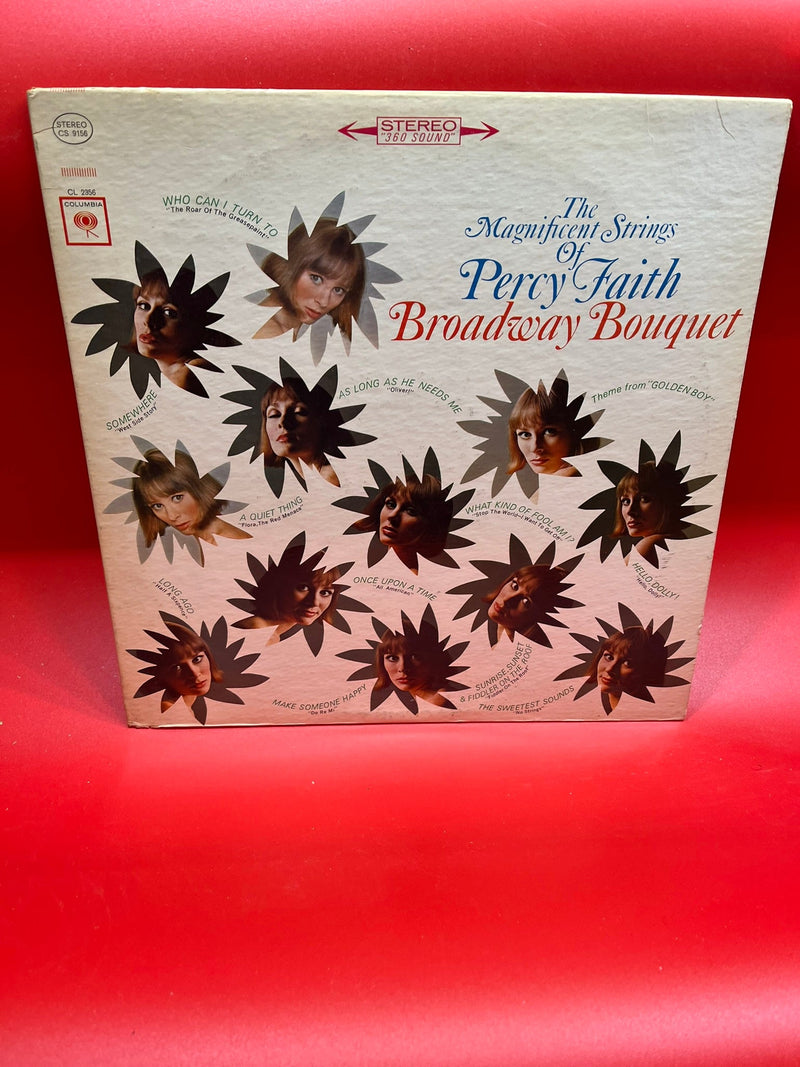 STEREO
CS 9156
STEREO
"360 SOUND"
CL 2356
COLUMBIA
The
Magnificent Strings
Of
Percy Faith
Broadway Bouquet
WHO CAN I TURN TO
"The Roar Of The Greasepaint"
SOMEWHERE
"West Side Story"
AS LONG AS HE NEEDS ME
"Oliver!"
Theme from "GOLDEN BOY"
A QUIET THING
"Flora, The Red Menace"
WHAT KIND OF FOOL AM I?
"Stop The World-I Want To Get Off"
HELLO, DOLLY!
"Hello, Dolly!"
LONG AGO
"Half A Sixpence"
ONCE UPON A TIME
"All American"
MAKE SOMEONE HAPPY
"Do Re Mi"
SUNRISE, SUNSET
& FIDDLER ON THE ROOF
"Fiddler On The Roof"
THE SWEETEST SOUNDS
"No Strings"